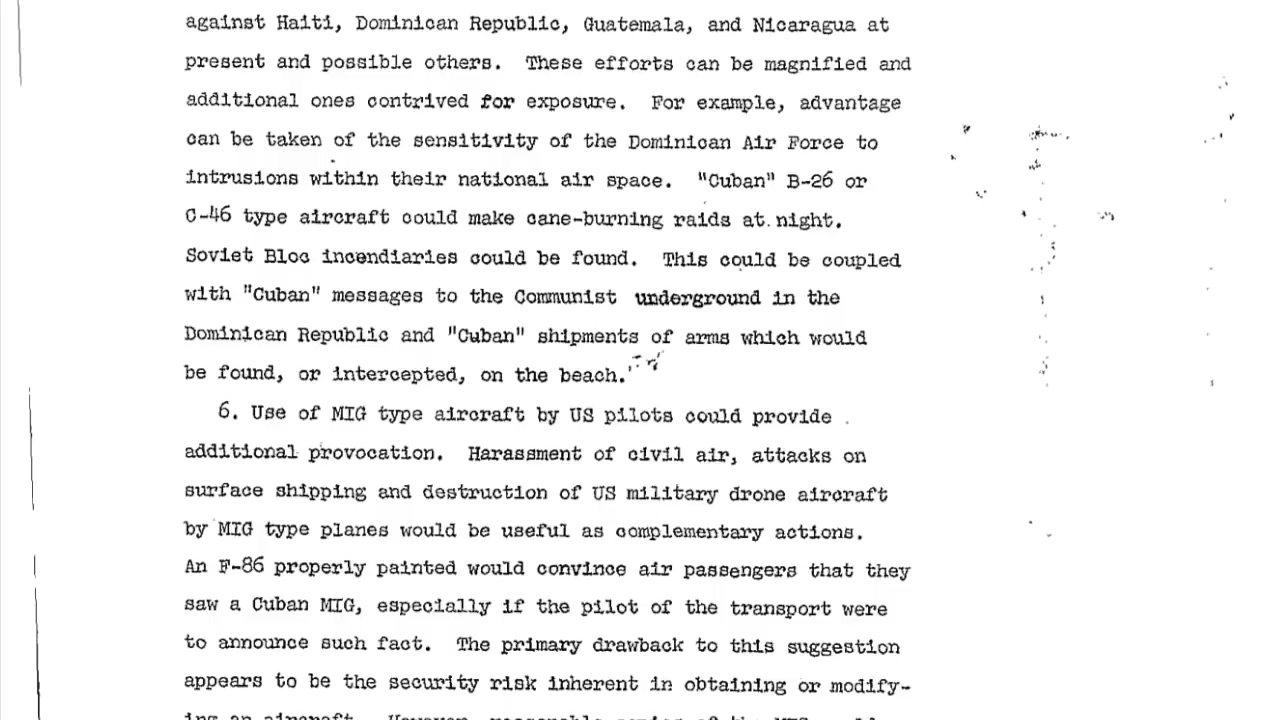 against Haiti, Dominican Republic, Guatemala, and Nicaragua at
present and possible others. These efforts can be magnified and
additional ones contrived for exposure. For example, advantage
can be taken of the sensitivity of the Dominican Air Force to
intrusions within their national air space. "Cuban" B-26 or
C-46 type aircraft could make cane-burning raids at night.
Soviet Bloc incendiaries could be found. This could be coupled
with "Cuban" messages to the Communist underground in the
Dominican Republic and "Cuban" shipments of arms which would
be found, or intercepted, on the beach.
6. Use of MIG type aircraft by US pilots could provide
additional provocation. Harassment of civil air, attacks on
surface shipping and destruction of US military drone aircraft
by MIG type planes would be useful as complementary actions.
An F-86 properly painted would convince air passengers that they
saw a Cuban MIG, especially if the pilot of the transport were
to announce such fact. The primary drawback to this suggestion
appears to be the security risk inherent in obtaining or modify-
ing an aircraft. However, reasonable copies of the MIG